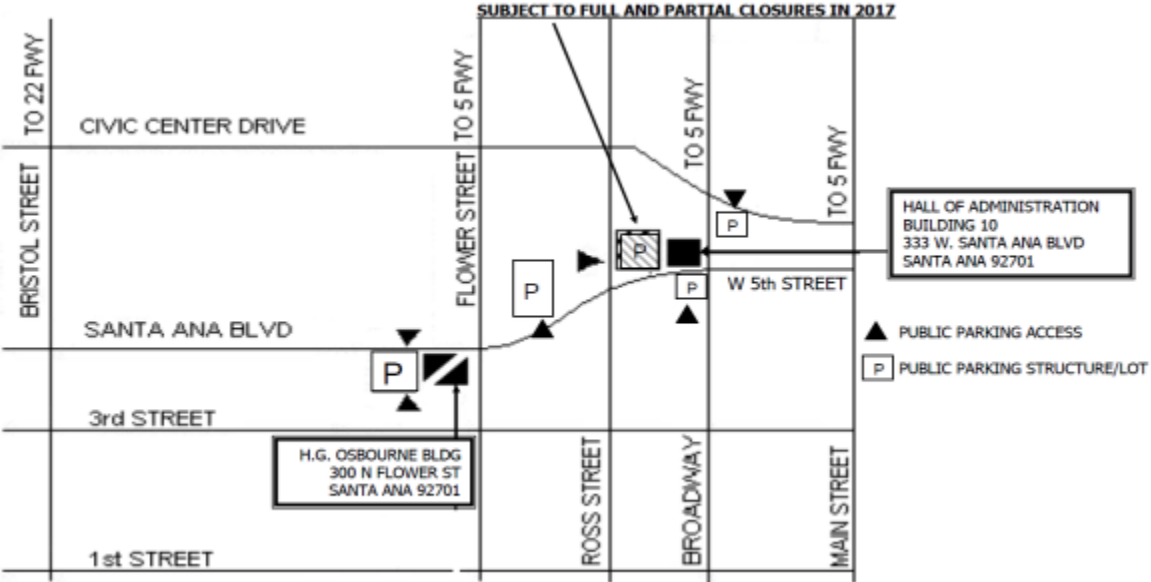 SUBJECT TO FULL AND PARTIAL CLOSURES IN 2017
TO 22 FWY
TO 5 FWY
TO 5 FWY
TO 5 FWY
CIVIC CENTER DRIVE
BRISTOL STREET
FLOWER STREET
P
P
P
P
P
HALL OF ADMINISTRATION
BUILDING 10
333 W. SANTA ANA BLVD
SANTA ANA 92701
W 5th STREET
SANTA ANA BLVD
PUBLIC PARKING ACCESS
P PUBLIC PARKING STRUCTURE/LOT
3rd STREET
H.G. OSBOURNE BLDG
300 N FLOWER ST
SANTA ANA 92701
ROSS STREET
BROADWAY
MAIN STREET
1st STREET